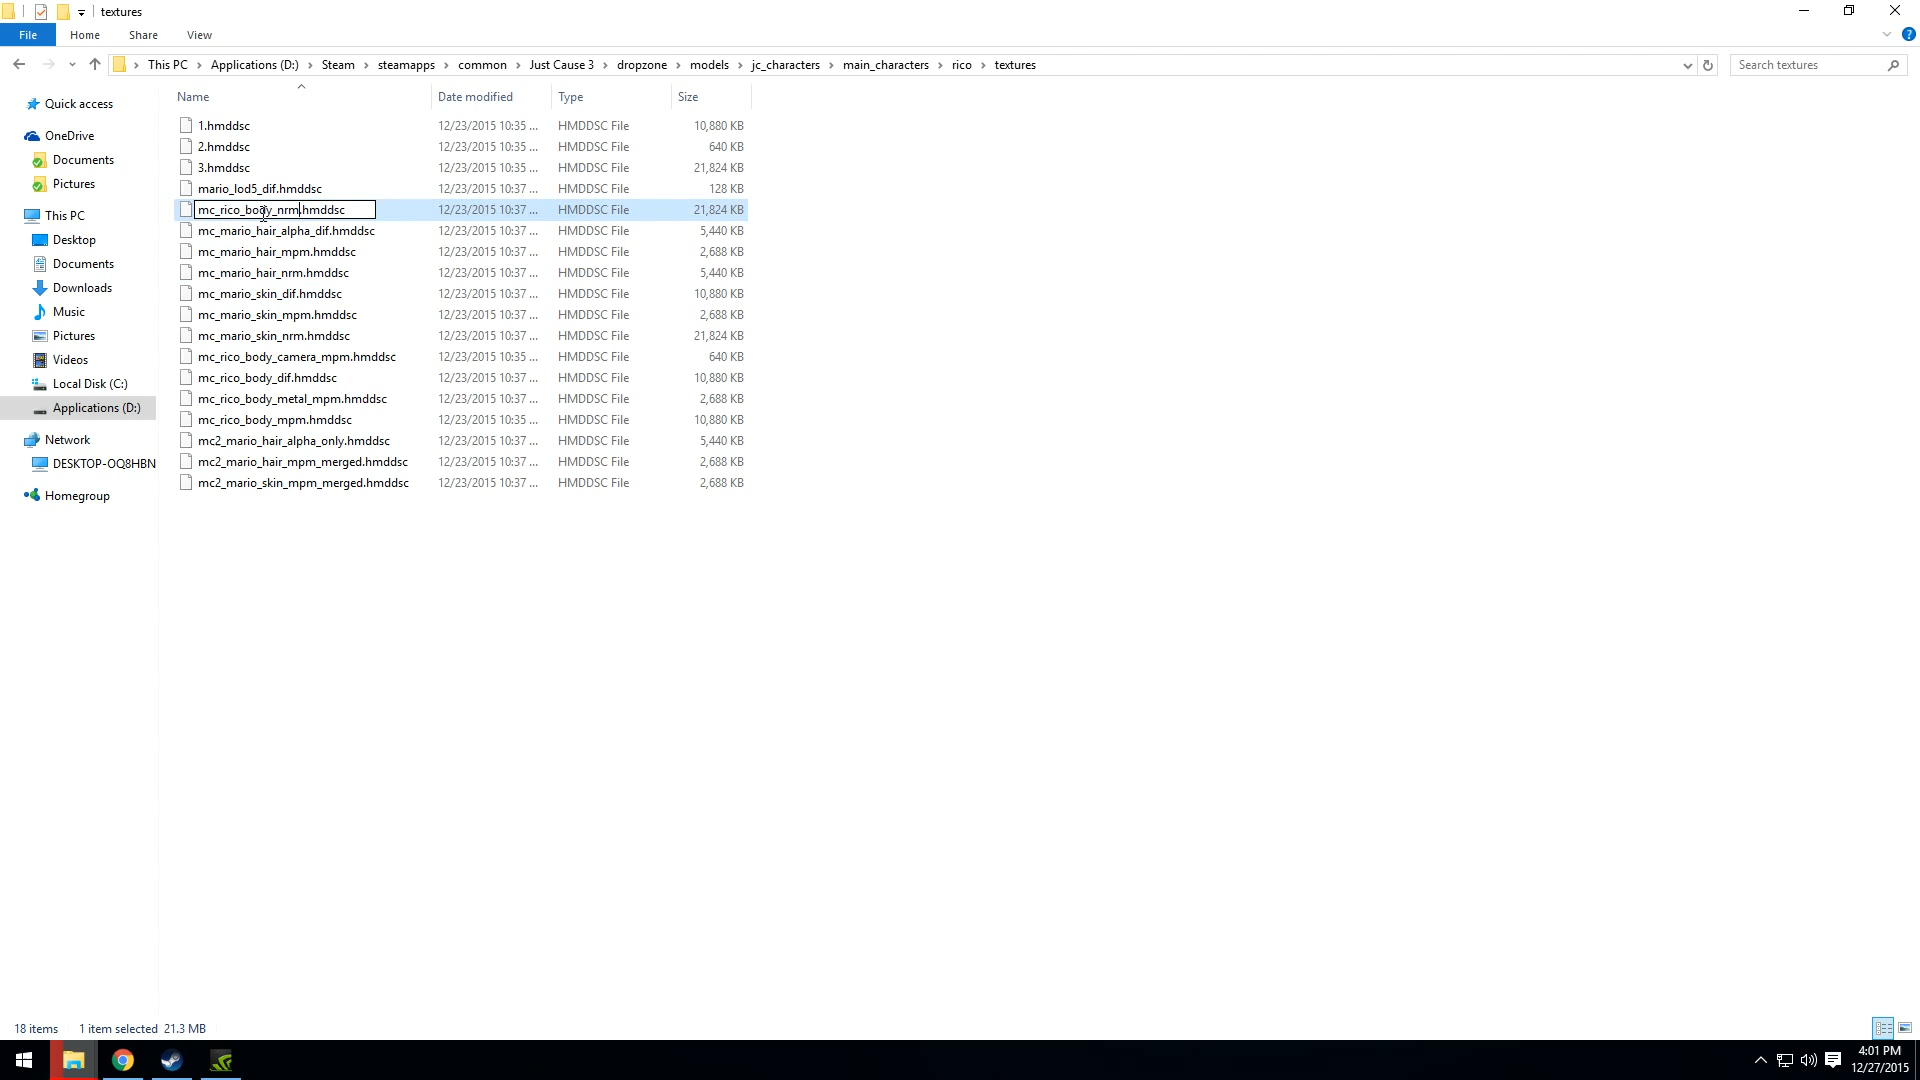 textures
File Home Share View
This PC Applications (D:) Steam steamapps common Just Cause 3 dropzone models jc_characters main_characters rico textures Search textures
Name Date modified Type Size
Quick access
OneDrive
Documents
Pictures
This PC
Desktop
Documents
Downloads
Music
Pictures
Videos
Local Disk (C:)
Applications (D:)
Network
DESKTOP-OQ8HBN
Homegroup
1.hmddsc 12/23/2015 10:35 ... HMDDSC File 10,880 KB
2.hmddsc 12/23/2015 10:35 ... HMDDSC File 640 KB
3.hmddsc 12/23/2015 10:35 ... HMDDSC File 21,824 KB
mario_lod5_dif.hmddsc 12/23/2015 10:37 ... HMDDSC File 128 KB
mc_rico_body_nrm.hmddsc 12/23/2015 10:37 ... HMDDSC File 21,824 KB
mc_mario_hair_alpha_dif.hmddsc 12/23/2015 10:37 ... HMDDSC File 5,440 KB
mc_mario_hair_mpm.hmddsc 12/23/2015 10:37 ... HMDDSC File 2,688 KB
mc_mario_hair_nrm.hmddsc 12/23/2015 10:37 ... HMDDSC File 5,440 KB
mc_mario_skin_dif.hmddsc 12/23/2015 10:37 ... HMDDSC File 10,880 KB
mc_mario_skin_mpm.hmddsc 12/23/2015 10:37 ... HMDDSC File 2,688 KB
mc_mario_skin_nrm.hmddsc 12/23/2015 10:37 ... HMDDSC File 21,824 KB
mc_rico_body_camera_mpm.hmddsc 12/23/2015 10:35 ... HMDDSC File 640 KB
mc_rico_body_dif.hmddsc 12/23/2015 10:37 ... HMDDSC File 10,880 KB
mc_rico_body_metal_mpm.hmddsc 12/23/2015 10:37 ... HMDDSC File 2,688 KB
mc_rico_body_mpm.hmddsc 12/23/2015 10:35 ... HMDDSC File 10,880 KB
mc2_mario_hair_alpha_only.hmddsc 12/23/2015 10:37 ... HMDDSC File 5,440 KB
mc2_mario_hair_mpm_merged.hmddsc 12/23/2015 10:37 ... HMDDSC File 2,688 KB
mc2_mario_skin_mpm_merged.hmddsc 12/23/2015 10:37 ... HMDDSC File 2,688 KB
18 items 1 item selected 21.3 MB
4:01 PM
12/27/2015